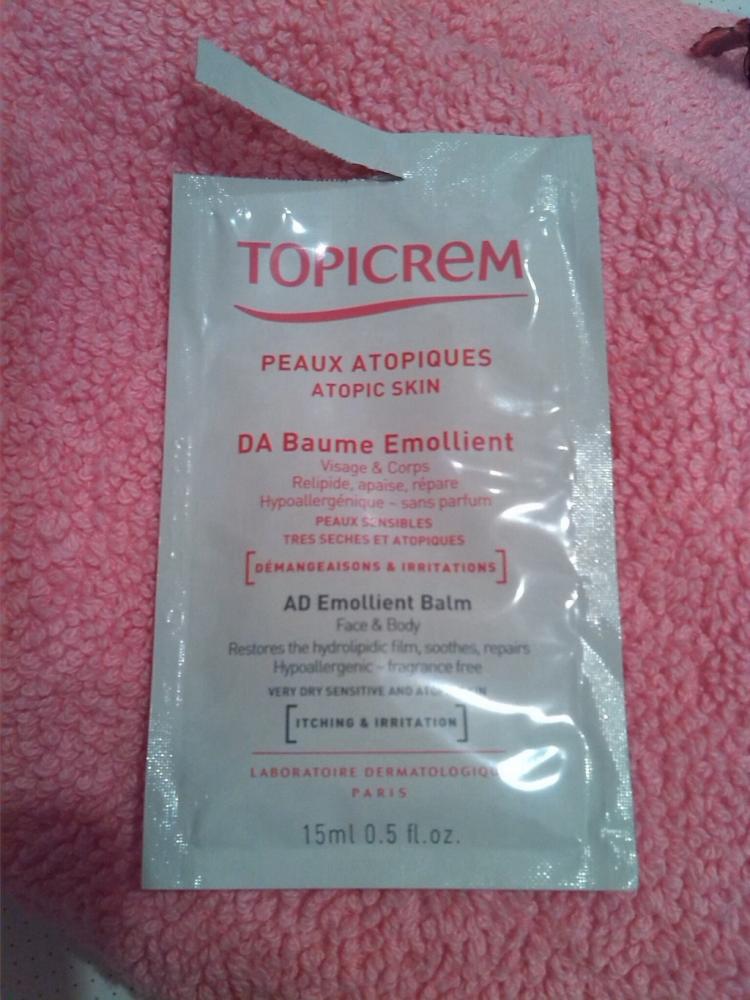 TOPICREM
PEAUX ATOPIQUES
ATOPIC SKIN
DA Baume Emollient
Visage & Corps
Relipide, apaise, répare
Hypoallergénique - sans parfum
PEAUX SENSIBLES
TRES SECHES ET ATOPIQUES
[DÉMANGEAISONS & IRRITATIONS]
AD Emollient Balm
Face & Body
Restores the hydrolipidic film, soothes, repairs
Hypoallergenic - fragrance free
VERY DRY SENSITIVE AND
[ITCHING & IRRITATION]
LABORATOIRE
PARIS
15ml 0.5 fl.oz.